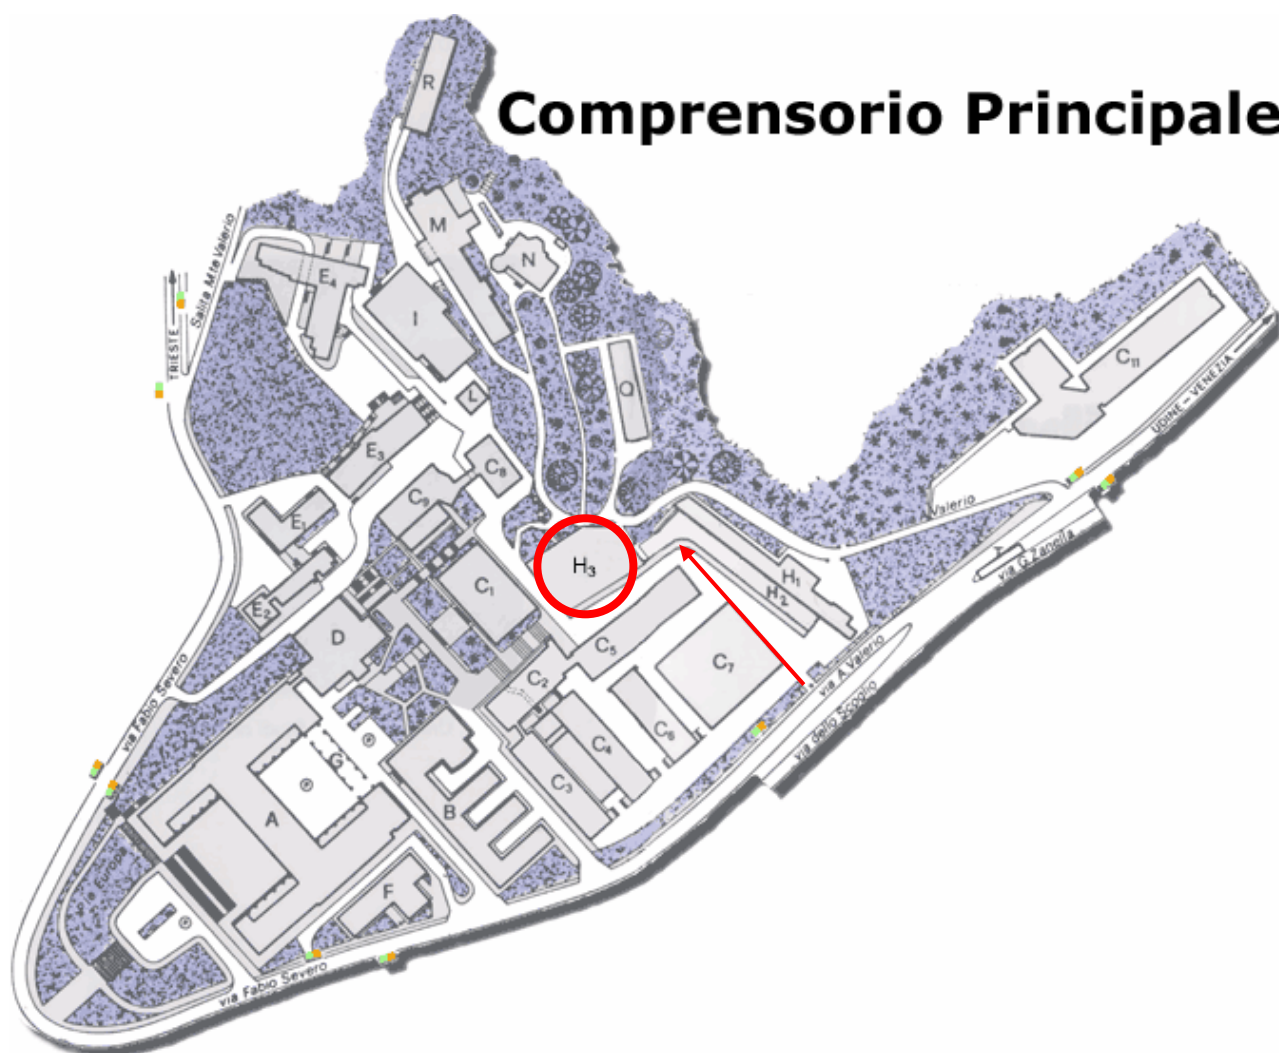 Comprensorio Principale
R
M
N
Salita Mte Valerio
E4
I
TRIESTE
Q
C11
UDINE - VENEZIA
L
E3
C8
C9
Valerio
E1
via G. Zanella
H3
H1
H2
C1
E2
D
C5
C7
C2
via A. Valerio
via dello Scoglio
via Fabio Severo
C4
C6
G
C3
A
B
Europa
F
via Fabio Severo